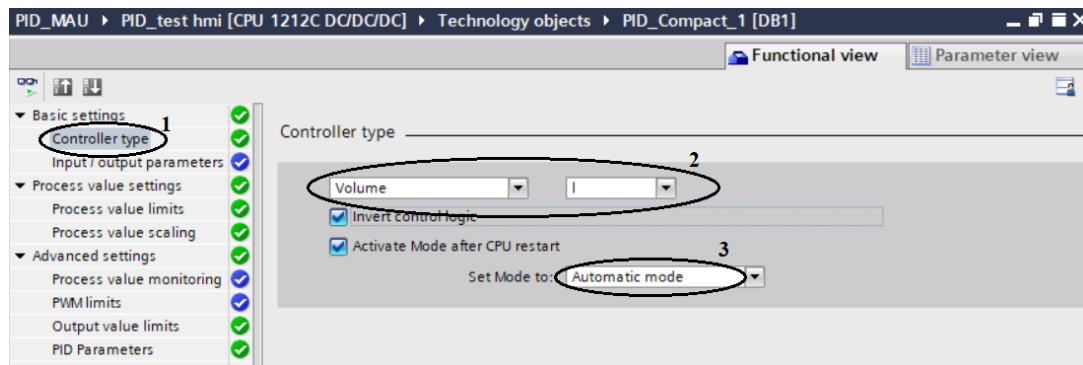 PID_MAU ▸ PID_test hmi [CPU 1212C DC/DC/DC] ▸ Technology objects ▸ PID_Compact_1 [DB1]
Functional view
Parameter view
Basic settings
1
Controller type
Input / output parameters
Process value settings
Process value limits
Process value scaling
Advanced settings
Process value monitoring
PWM limits
Output value limits
PID Parameters
Controller type
2
Volume l
Invert control logic
Activate Mode after CPU restart
3
Set Mode to: Automatic mode